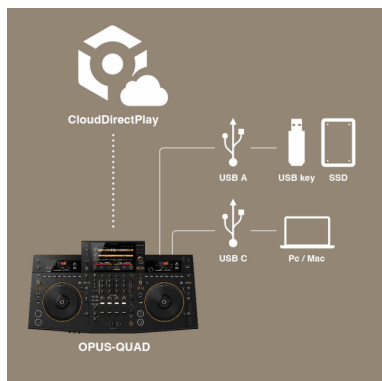 CloudDirectPlay
USB A
USB key
SSD
USB C
Pc / Mac
OPUS-QUAD